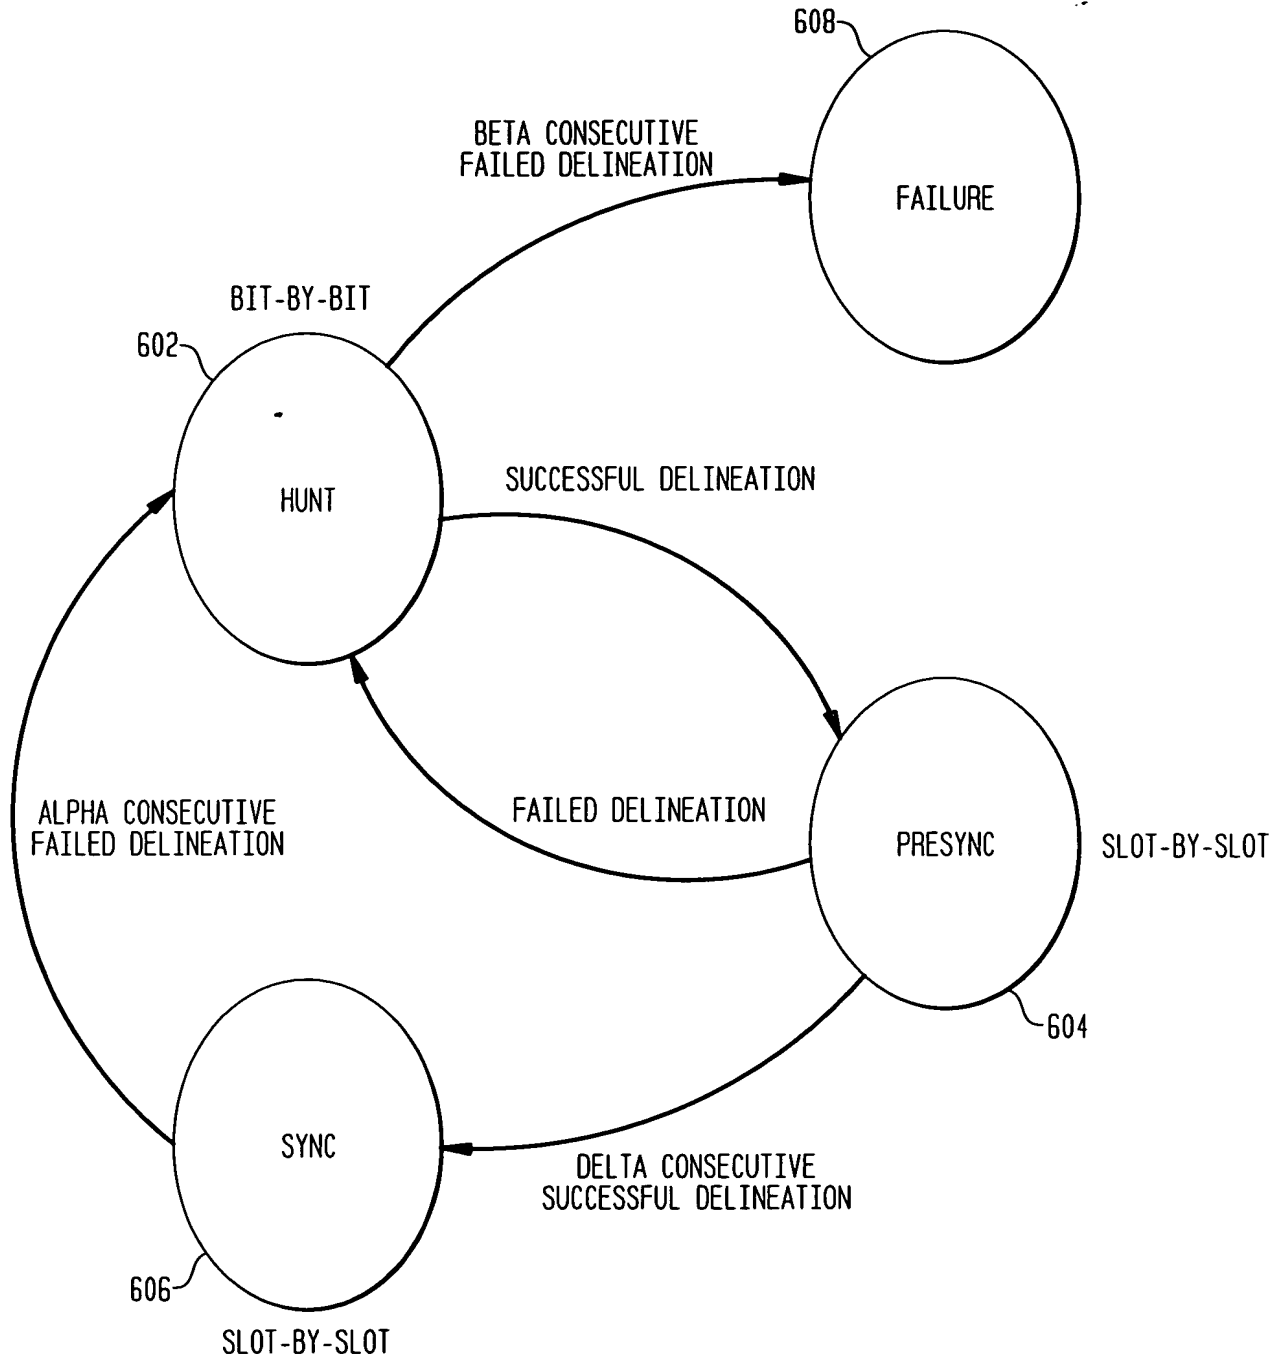 608
BETA CONSECUTIVE
FAILED DELINEATION
FAILURE
BIT-BY-BIT
602
HUNT
SUCCESSFUL DELINEATION
ALPHA CONSECUTIVE
FAILED DELINEATION
FAILED DELINEATION
PRESYNC
SLOT-BY-SLOT
604
SYNC
DELTA CONSECUTIVE
SUCCESSFUL DELINEATION
606
SLOT-BY-SLOT